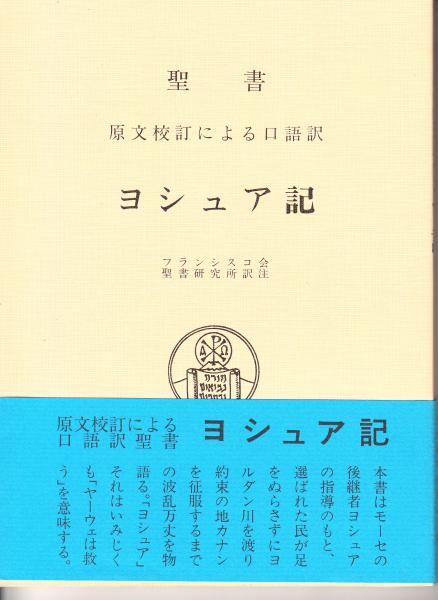 聖書
原文校訂による口語訳
ヨシュア記
フランシスコ会
聖書研究所訳注
Α Ω
תורה
נביאים
וכתובים
原文校訂による
口語訳聖書
ヨシュア記
本書はモーセの
後継者ヨシュア
の指導のもと、
選ばれた民が足
をぬらさずにヨ
ルダン川を渡り
約束の地カナン
を征服するまで
の波乱万丈を物
語る。「ヨシュア」
それはいみじく
も「ヤーウェは救
う」を意味する。